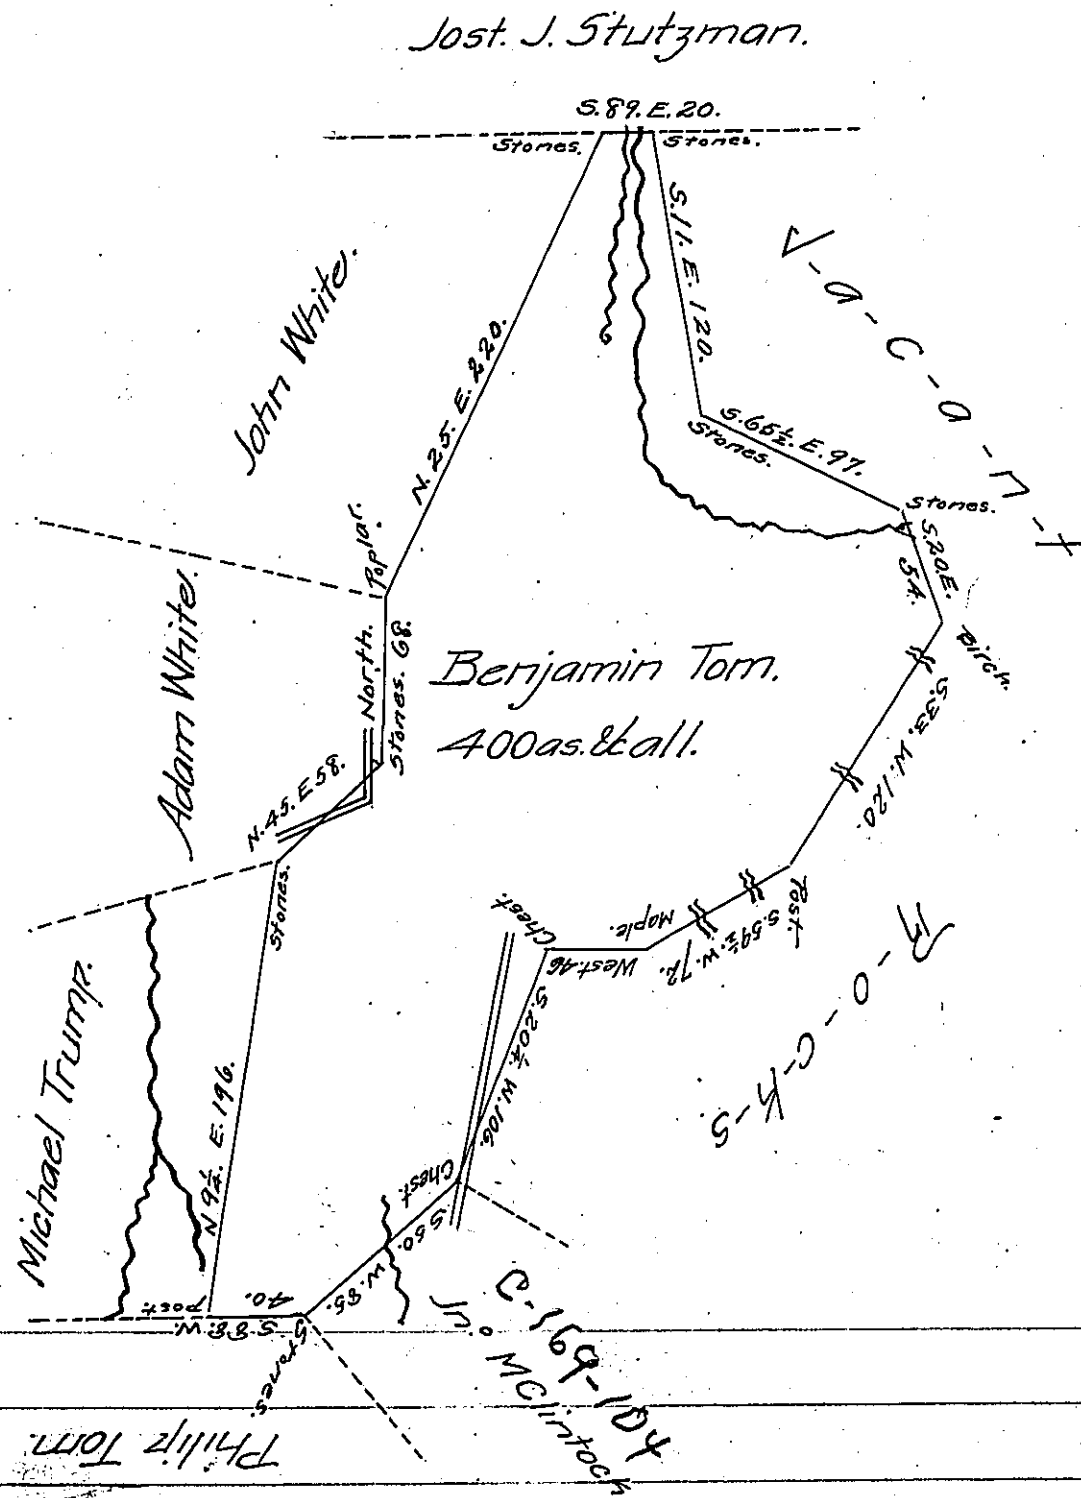 Jost. J. Stutzman.
S. 89. E. 20.
Stones.
Stones.
S. 11. E. 120.
V-a-c-a-n-t
John White.
N. 25. E. 220.
S. 65½. E. 97.
Stones.
Stones.
S. 20. E.
54.
Birch.
Poplar.
North.
Stones. 68.
Adam White.
Benjamin Tom.
400 as. & all.
N. 45. E. 58.
Stones.
S. 33. W. 120.
Post.
S. 59½. W. 72.
Maple.
West. 46
Chest.
R-o-c-k-s.
S. 20¼. W. 106.
Michael Trump.
N 9¼. E. 196.
Chest.
S 50.
W. 85.
Post.
40.
S. 88. W.
Stones.
Jno. McClintock
C-169-104
Philip Tom.